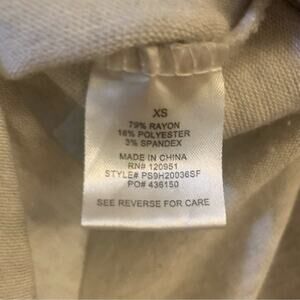 XS
79% RAYON
18% POLYESTER
3% SPANDEX
MADE IN CHINA
RN# 120951
STYLE# PS9H20036SF
PO# 436150
SEE REVERSE FOR CARE